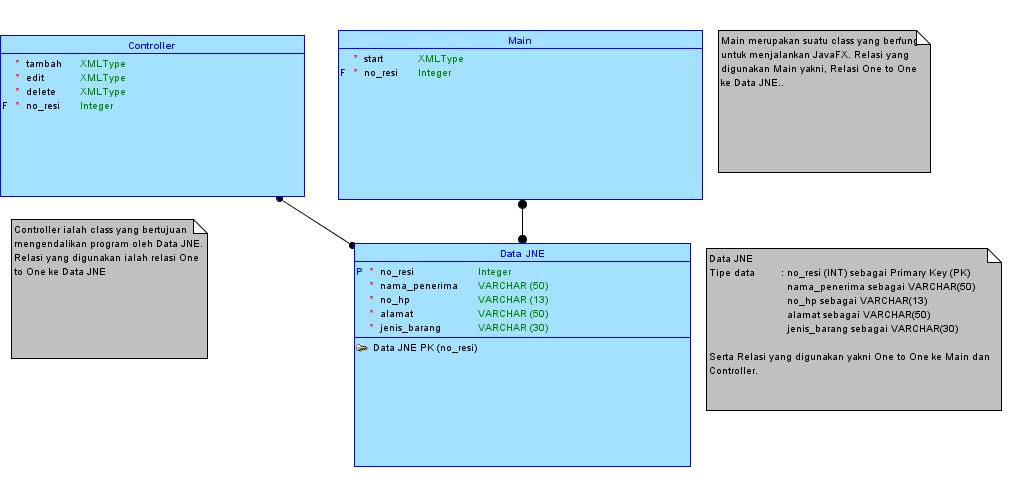 Controller
* tambah XMLType
* edit XMLType
* delete XMLType
F * no_resi Integer
Main
* start XMLType
F * no_resi Integer
Main merupakan suatu class yang berfung
untuk menjalankan JavaFX. Relasi yang
digunakan Main yakni, Relasi One to One
ke Data JNE..
Controller ialah class yang bertujuan
mengendalikan program oleh Data JNE.
Relasi yang digunakan ialah relasi One
to One ke Data JNE
Data JNE
P * no_resi Integer
* nama_penerima VARCHAR (50)
* no_hp VARCHAR (13)
* alamat VARCHAR (50)
* jenis_barang VARCHAR (30)
Data JNE PK (no_resi)
Data JNE
Tipe data : no_resi (INT) sebagai Primary Key (PK)
nama_penerima sebagai VARCHAR(50)
no_hp sebagai VARCHAR(13)
alamat sebagai VARCHAR(50)
jenis_barang sebagai VARCHAR(30)
Serta Relasi yang digunakan yakni One to One ke Main dan
Controller.